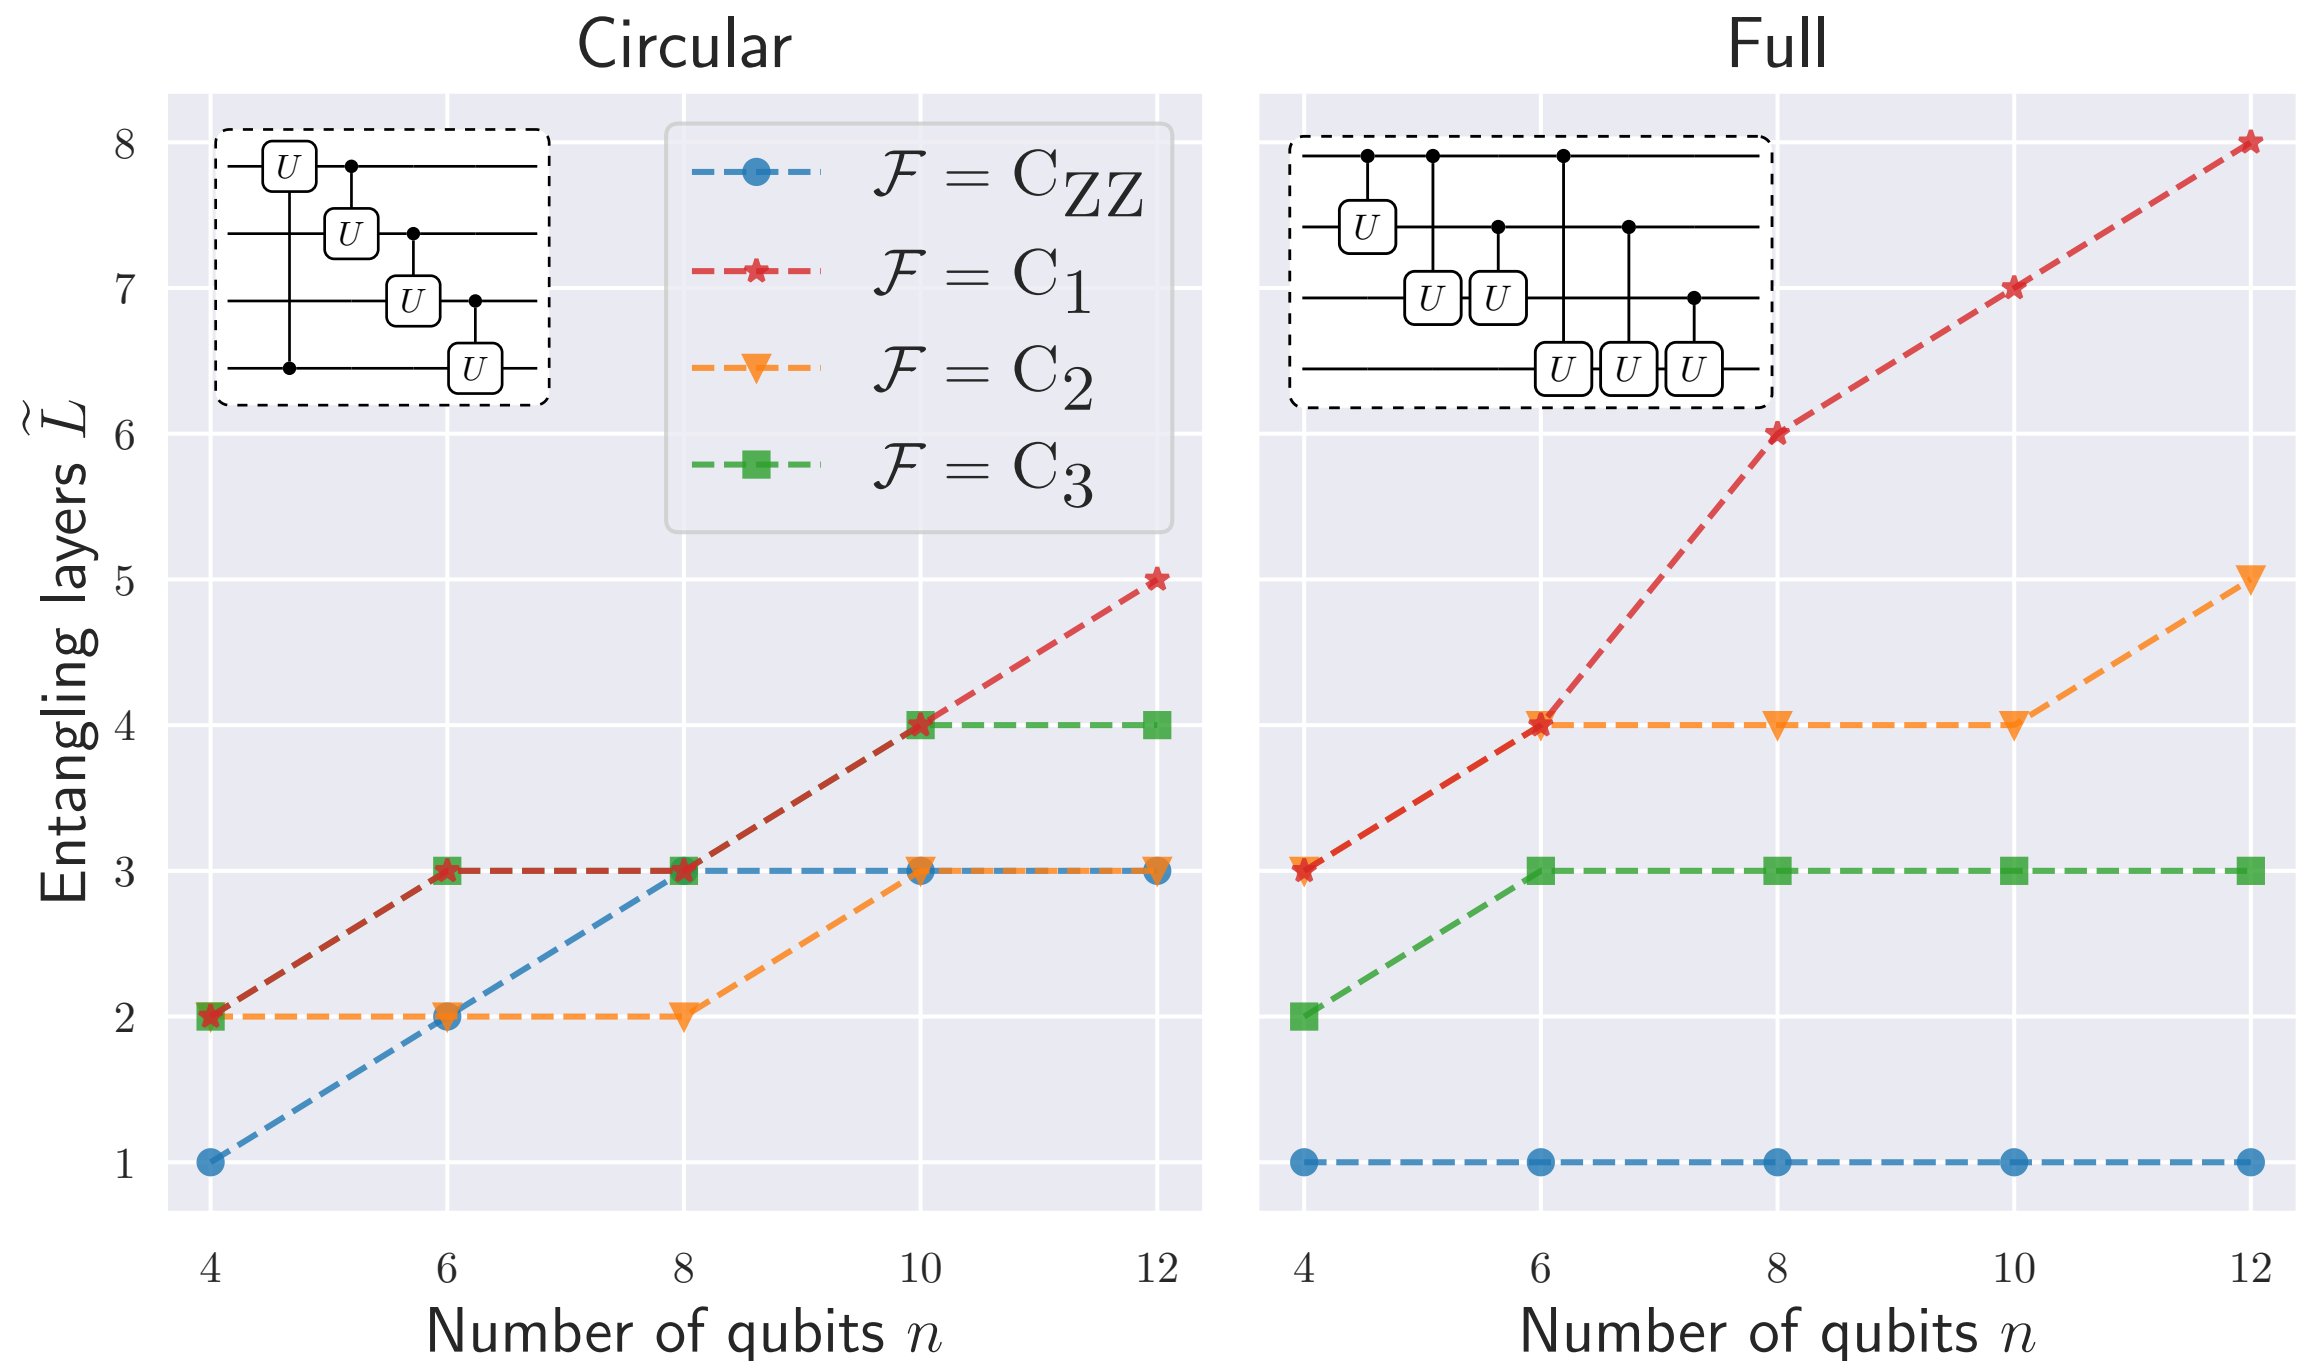 Circular
Full
8
7
6
5
4
3
2
1
Entangling layers L̃
U
U
U
U
ℱ = C_ZZ
ℱ = C_1
ℱ = C_2
ℱ = C_3
U
U U
U U U
4 6 8 10 12
4 6 8 10 12
Number of qubits n
Number of qubits n